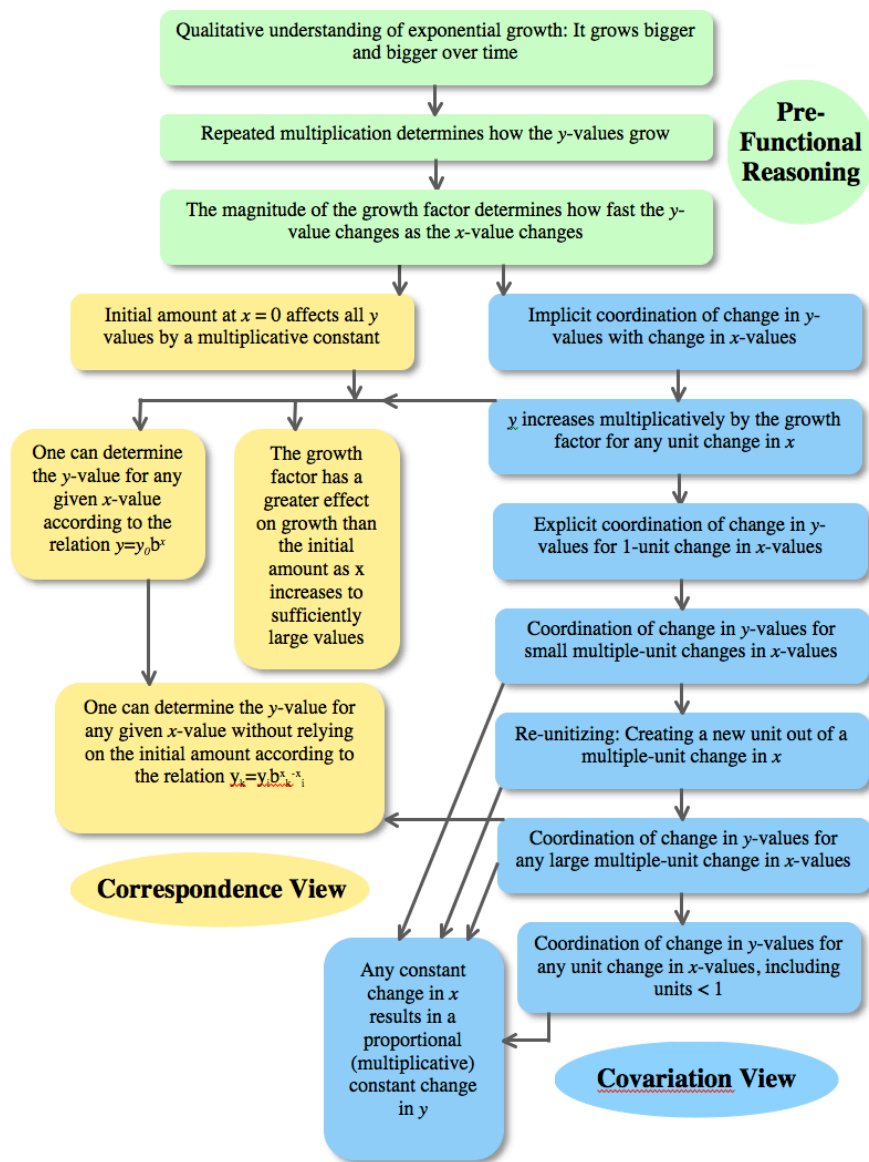 Qualitative understanding of exponential growth: It grows bigger
and bigger over time
Repeated multiplication determines how the y-values grow
Pre-
Functional
Reasoning
The magnitude of the growth factor determines how fast the y-
value changes as the x-value changes
Initial amount at x = 0 affects all y
values by a multiplicative constant
Implicit coordination of change in y-
values with change in x-values
y increases multiplicatively by the growth
factor for any unit change in x
One can determine
the y-value for any
given x-value
according to the
relation y=y₀bˣ
The growth
factor has a
greater effect
on growth than
the initial
amount as x
increases to
sufficiently
large values
Explicit coordination of change in y-
values for 1-unit change in x-values
Coordination of change in y-values for
small multiple-unit changes in x-values
One can determine the y-value for
any given x-value without relying
on the initial amount according to
the relation yₖ=yᵢb^(xₖ-xᵢ)
Re-unitizing: Creating a new unit out of a
multiple-unit change in x
Coordination of change in y-values for
any large multiple-unit change in x-values
Correspondence View
Coordination of change in y-values for
any unit change in x-values, including
units < 1
Any constant
change in x
results in a
proportional
(multiplicative)
constant change
in y
Covariation View